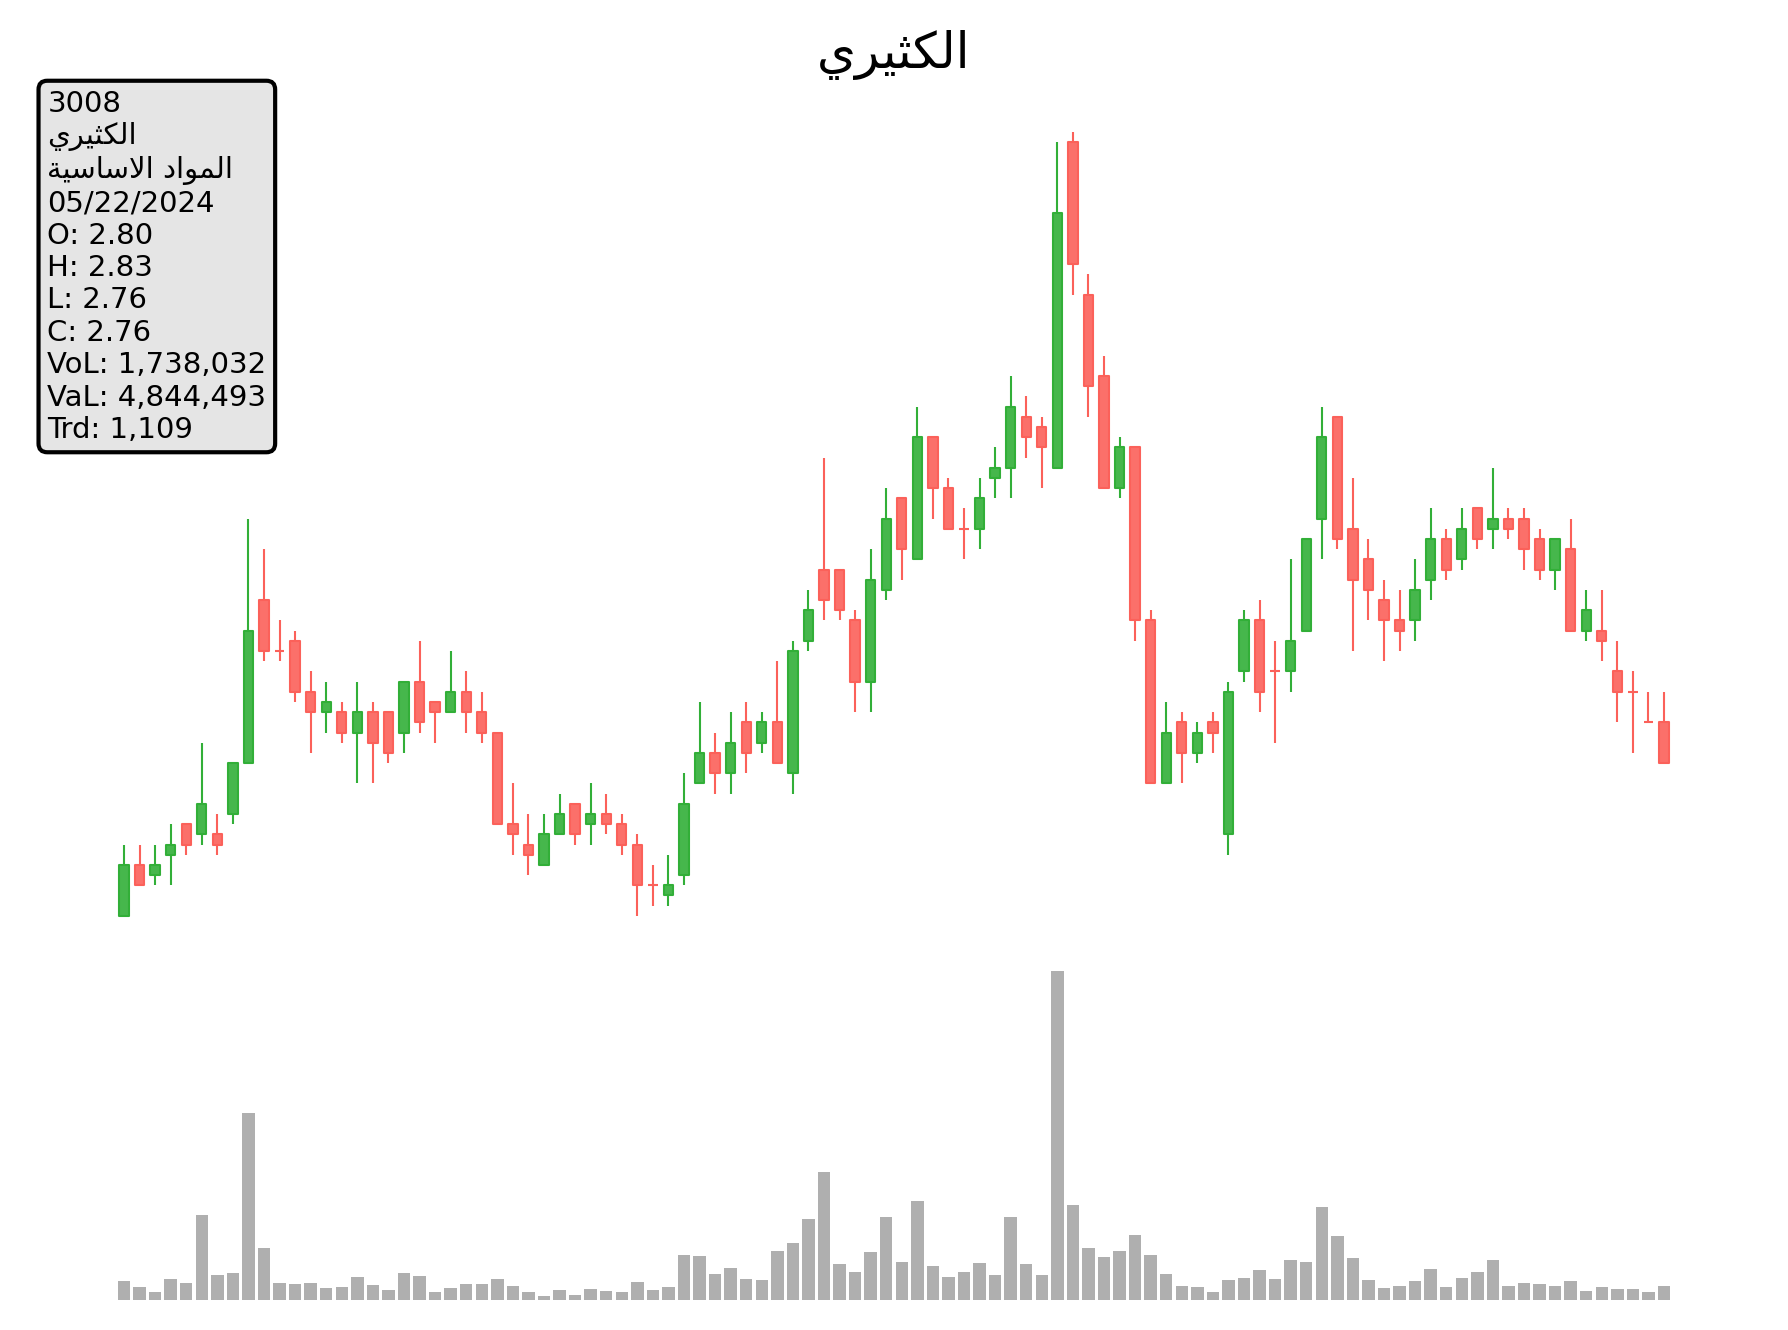 الكثيري
3008
الكثيري
المواد الاساسية
05/22/2024
O: 2.80
H: 2.83
L: 2.76
C: 2.76
VoL: 1,738,032
VaL: 4,844,493
Trd: 1,109